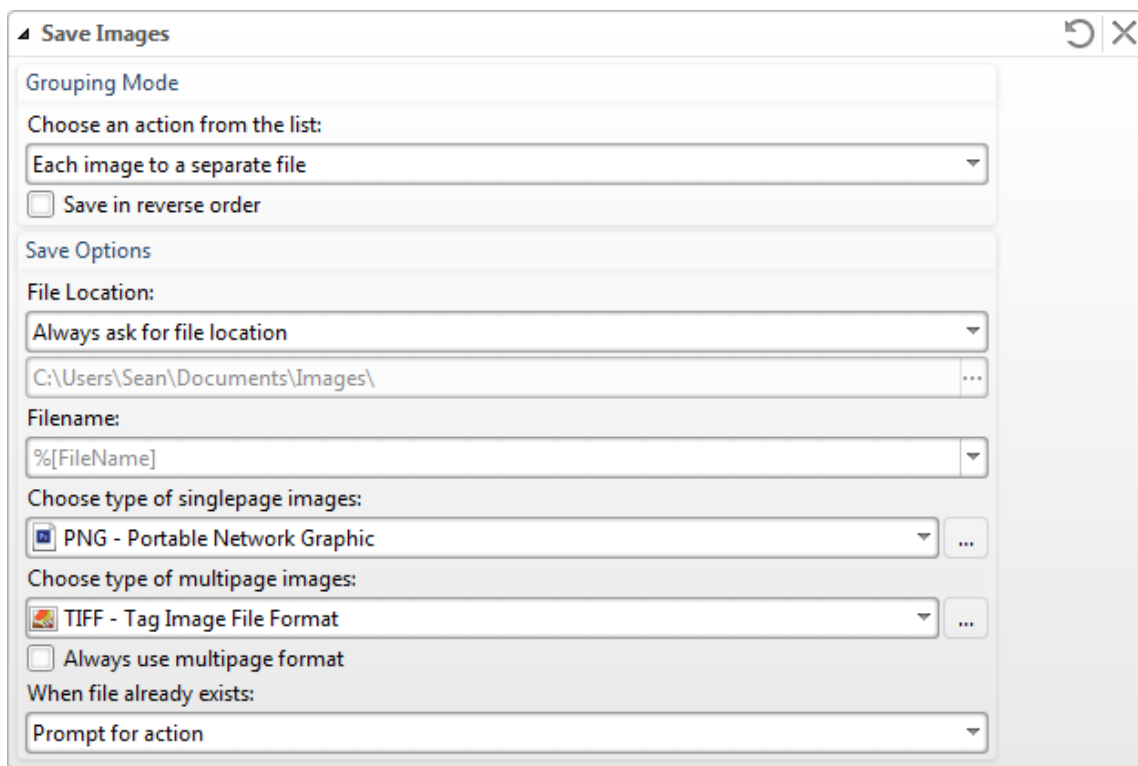 Save Images
Grouping Mode
Choose an action from the list:
Each image to a separate file
Save in reverse order
Save Options
File Location:
Always ask for file location
C:\Users\Sean\Documents\Images\
...
Filename:
%[FileName]
Choose type of singlepage images:
PNG - Portable Network Graphic
...
Choose type of multipage images:
TIFF - Tag Image File Format
...
Always use multipage format
When file already exists:
Prompt for action